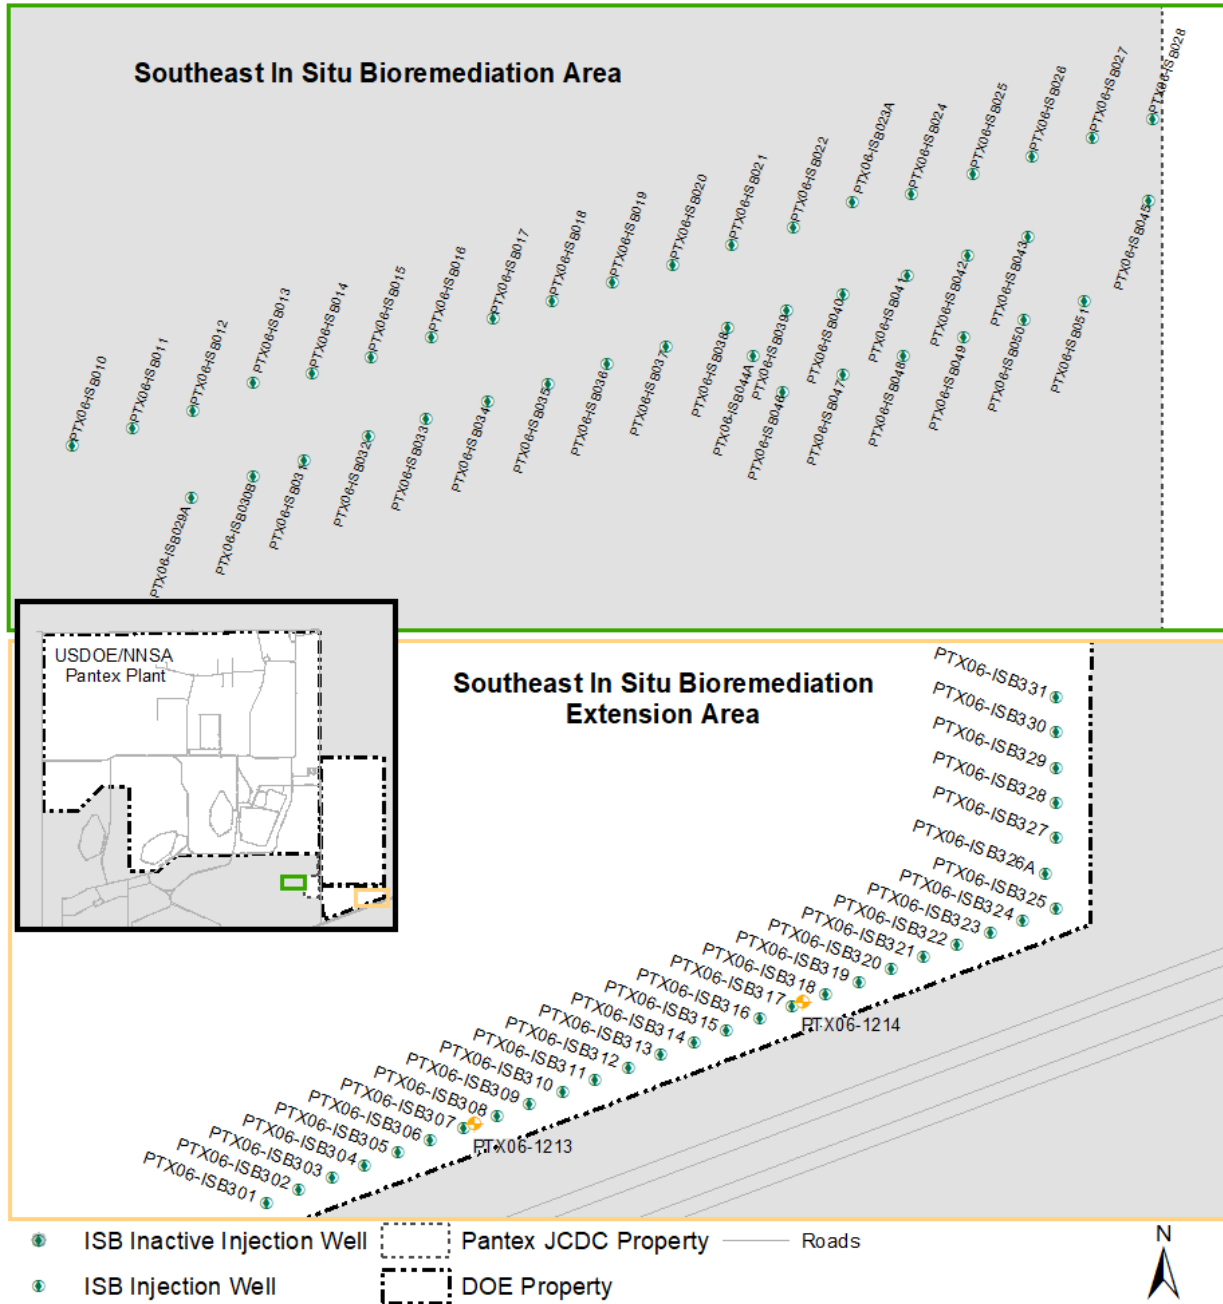 Southeast In Situ Bioremediation Area
PTX06-ISB010
PTX06-ISB011
PTX06-ISB012
PTX06-ISB013
PTX06-ISB014
PTX06-ISB015
PTX06-ISB016
PTX06-ISB017
PTX06-ISB018
PTX06-ISB019
PTX06-ISB020
PTX06-ISB021
PTX06-ISB022
PTX06-ISB023A
PTX06-ISB024
PTX06-ISB025
PTX06-ISB026
PTX06-ISB027
PTX06-ISB028
PTX06-ISB029A
PTX06-ISB030B
PTX06-ISB031
PTX06-ISB032
PTX06-ISB033
PTX06-ISB034
PTX06-ISB035
PTX06-ISB036
PTX06-ISB037
PTX06-ISB038
PTX06-ISB044A
PTX06-ISB039
PTX06-ISB046
PTX06-ISB040
PTX06-ISB047
PTX06-ISB041
PTX06-ISB048
PTX06-ISB042
PTX06-ISB049
PTX06-ISB043
PTX06-ISB050
PTX06-ISB051
PTX06-ISB045
USDOE/NNSA
Pantex Plant
Southeast In Situ Bioremediation
Extension Area
PTX06-ISB331
PTX06-ISB330
PTX06-ISB329
PTX06-ISB328
PTX06-ISB327
PTX06-ISB326A
PTX06-ISB325
PTX06-ISB324
PTX06-ISB323
PTX06-ISB322
PTX06-ISB321
PTX06-ISB320
PTX06-ISB319
PTX06-ISB318
PTX06-ISB317
PTX06-ISB316
PTX06-1214
PTX06-ISB315
PTX06-ISB314
PTX06-ISB313
PTX06-ISB312
PTX06-ISB311
PTX06-ISB310
PTX06-ISB309
PTX06-ISB308
PTX06-ISB307
PTX06-1213
PTX06-ISB306
PTX06-ISB305
PTX06-ISB304
PTX06-ISB303
PTX06-ISB302
PTX06-ISB301
ISB Inactive Injection Well
Pantex JCDC Property
Roads
N
ISB Injection Well
DOE Property